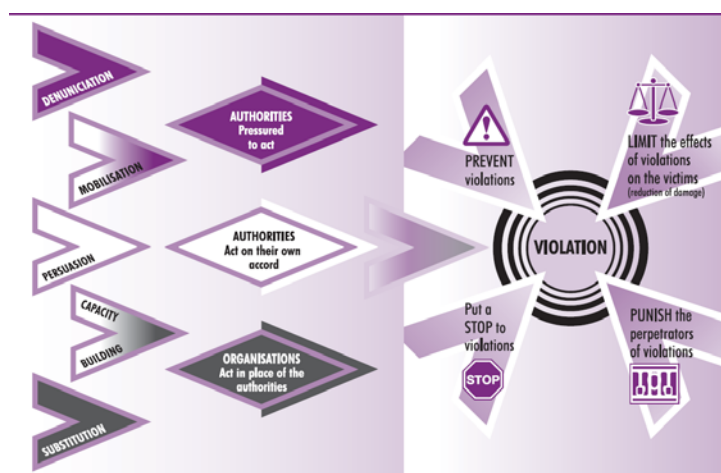 DENUNICIATION
MOBILISATION
PERSUASION
CAPACITY
BUILDING
SUBSTITUTION
AUTHORITIES
Pressured
to act
AUTHORITIES
Act on their own
accord
ORGANISATIONS
Act in place of the
authorities
PREVENT
violations
LIMIT the effects
of violations
on the victims
(reduction of damage)
VIOLATION
Put a
STOP to
violations
STOP
PUNISH the
perpetrators
of violations